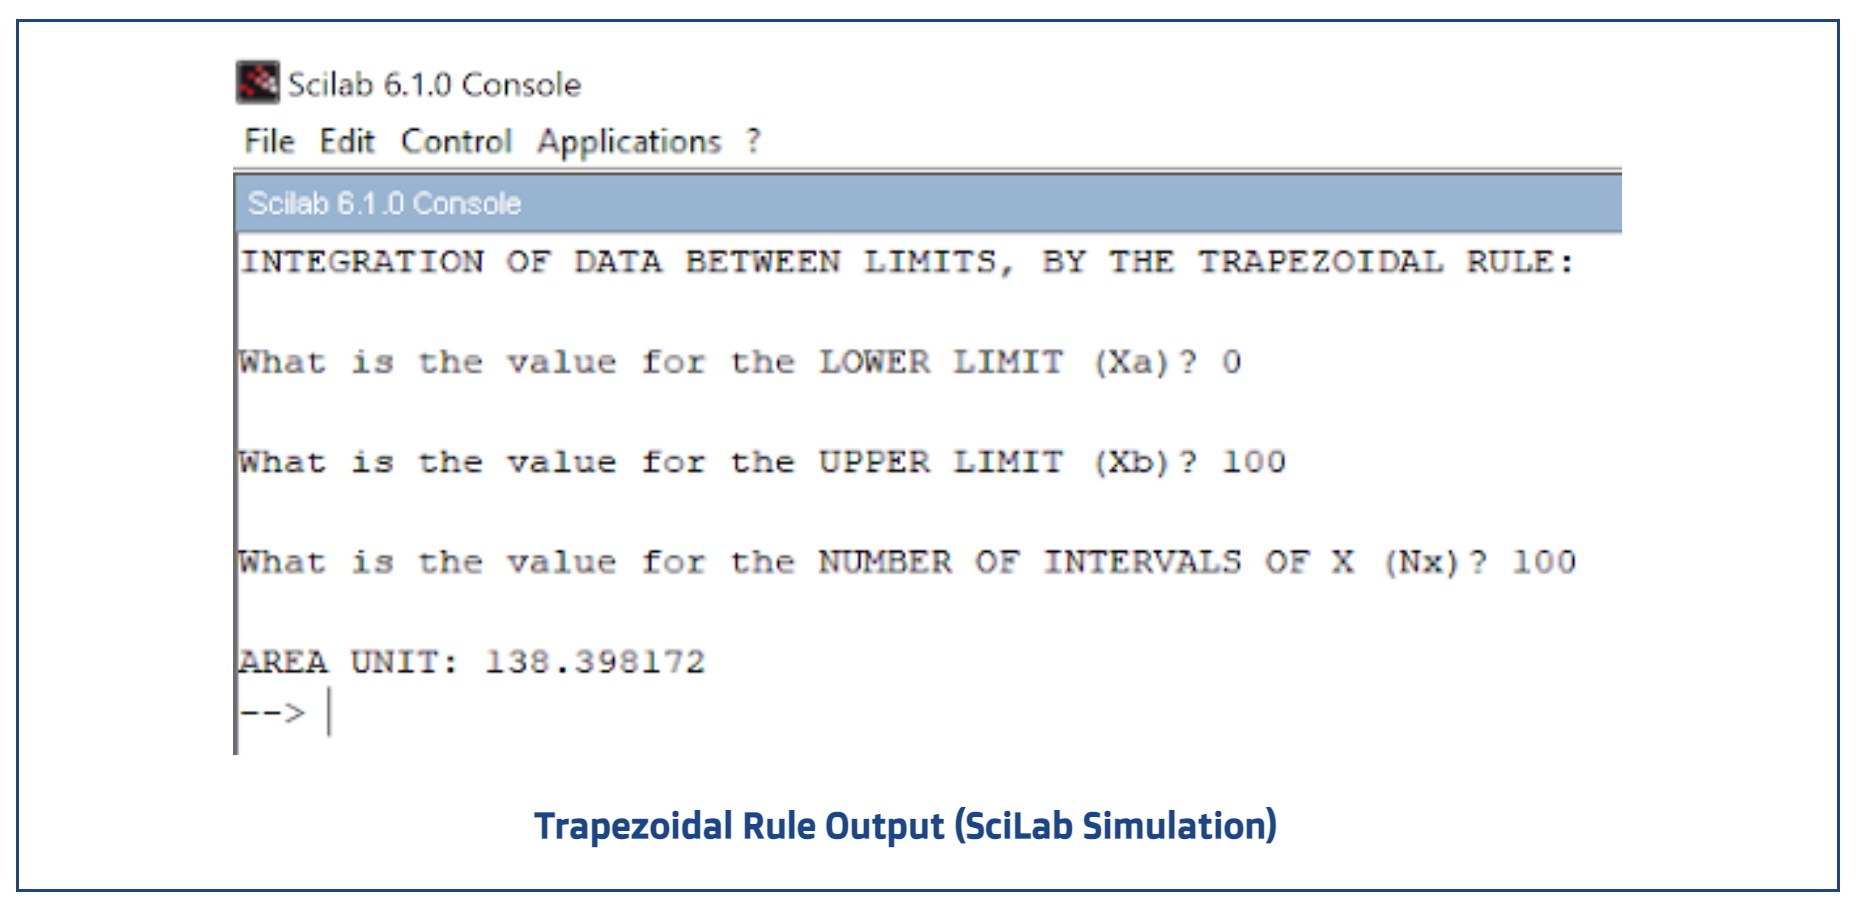 Scilab 6.1.0 Console
File Edit Control Applications ?
Scilab 6.1.0 Console
INTEGRATION OF DATA BETWEEN LIMITS, BY THE TRAPEZOIDAL RULE:
What is the value for the LOWER LIMIT (Xa)? 0
What is the value for the UPPER LIMIT (Xb)? 100
What is the value for the NUMBER OF INTERVALS OF X (Nx)? 100
AREA UNIT: 138.398172
-->
Trapezoidal Rule Output (SciLab Simulation)